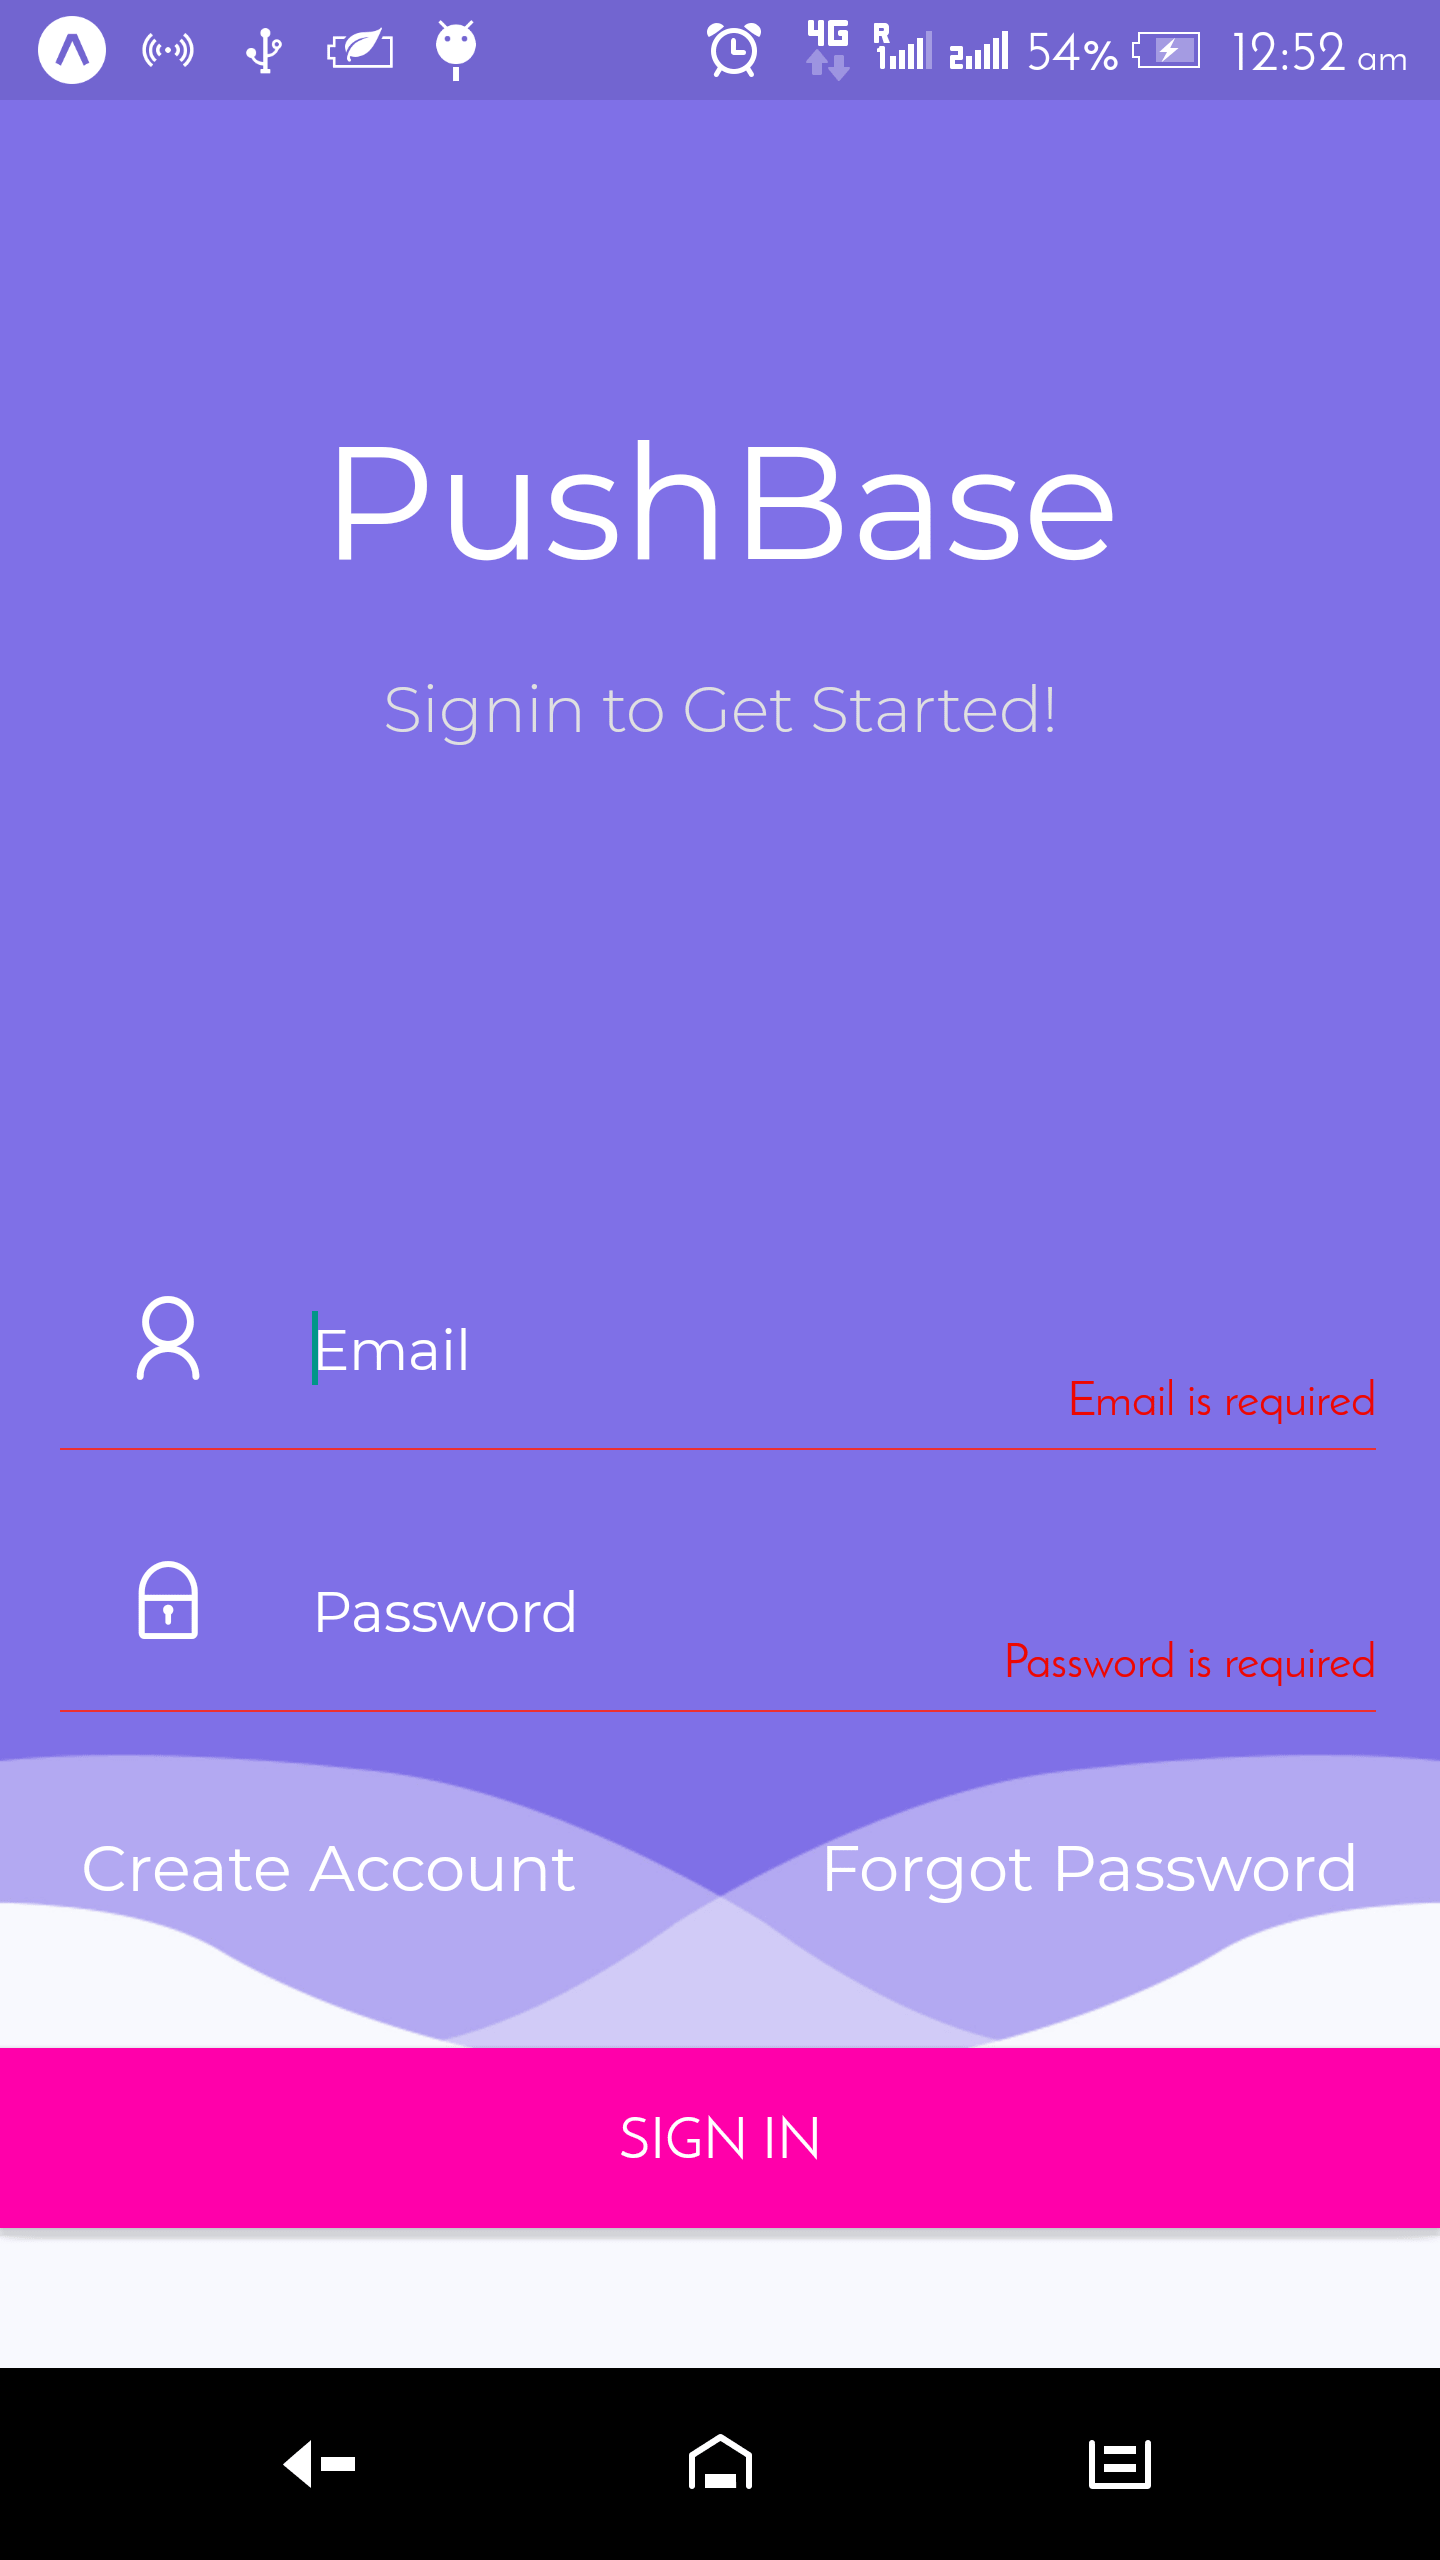 4G R 1 2 54% 12:52 am
PushBase
Signin to Get Started!
Email
Email is required
Password
Password is required
Create Account Forgot Password
SIGN IN